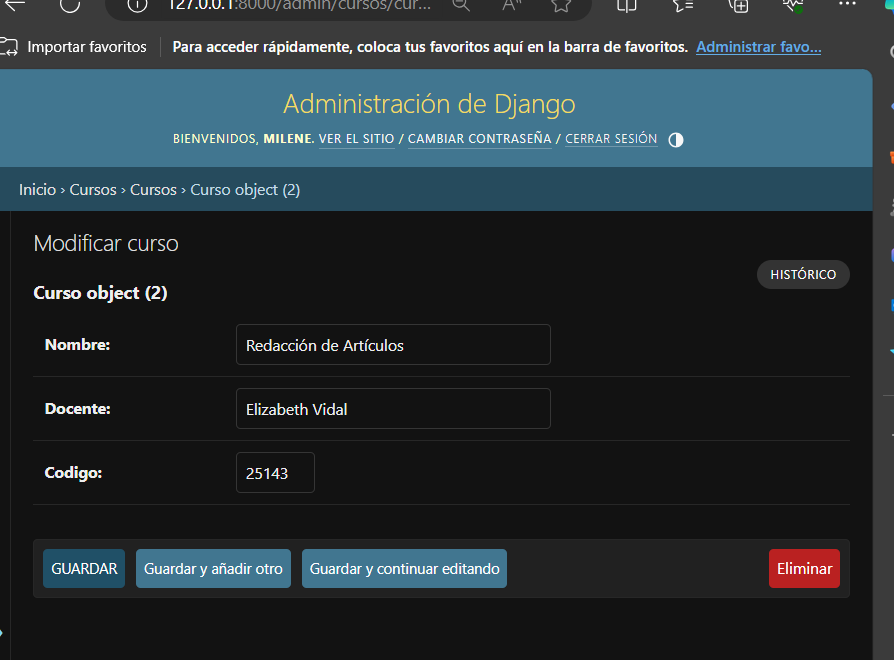 127.0.0.1:8000/admin/cursos/cur...
Importar favoritos
Para acceder rápidamente, coloca tus favoritos aquí en la barra de favoritos. Administrar favo...
Administración de Django
BIENVENIDOS, MILENE. VER EL SITIO / CAMBIAR CONTRASEÑA / CERRAR SESIÓN
Inicio › Cursos › Cursos › Curso object (2)
Modificar curso
HISTÓRICO
Curso object (2)
Nombre: Redacción de Artículos
Docente: Elizabeth Vidal
Codigo: 25143
GUARDAR Guardar y añadir otro Guardar y continuar editando Eliminar